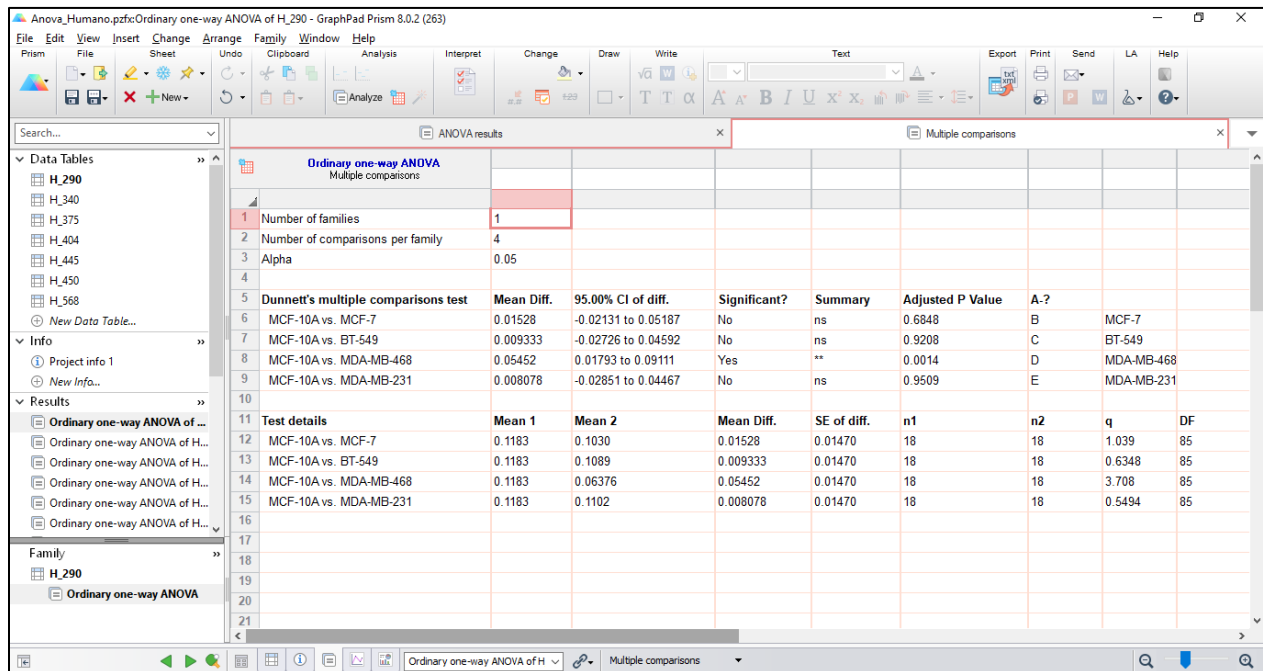 Anova_Humano.pzfx:Ordinary one-way ANOVA of H_290 - GraphPad Prism 8.0.2 (263)
File Edit View Insert Change Arrange Family Window Help
Prism File Sheet Undo Clipboard Analysis Interpret Change Draw Write Text Export Print Send LA Help
New Analyze
Search...
ANOVA results
Multiple comparisons
Data Tables
H_290
H_340
H_375
H_404
H_445
H_450
H_568
New Data Table...
Info
Project info 1
New Info...
Results
Ordinary one-way ANOVA of ...
Ordinary one-way ANOVA of H...
Ordinary one-way ANOVA of H...
Ordinary one-way ANOVA of H...
Ordinary one-way ANOVA of H...
Ordinary one-way ANOVA of H...
Family
H_290
Ordinary one-way ANOVA
Ordinary one-way ANOVA
Multiple comparisons
1 Number of families 1
2 Number of comparisons per family 4
3 Alpha 0.05
4
5 Dunnett's multiple comparisons test Mean Diff. 95.00% CI of diff. Significant? Summary Adjusted P Value A-?
6 MCF-10A vs. MCF-7 0.01528 -0.02131 to 0.05187 No ns 0.6848 B MCF-7
7 MCF-10A vs. BT-549 0.009333 -0.02726 to 0.04592 No ns 0.9208 C BT-549
8 MCF-10A vs. MDA-MB-468 0.05452 0.01793 to 0.09111 Yes ** 0.0014 D MDA-MB-468
9 MCF-10A vs. MDA-MB-231 0.008078 -0.02851 to 0.04467 No ns 0.9509 E MDA-MB-231
10
11 Test details Mean 1 Mean 2 Mean Diff. SE of diff. n1 n2 q DF
12 MCF-10A vs. MCF-7 0.1183 0.1030 0.01528 0.01470 18 18 1.039 85
13 MCF-10A vs. BT-549 0.1183 0.1089 0.009333 0.01470 18 18 0.6348 85
14 MCF-10A vs. MDA-MB-468 0.1183 0.06376 0.05452 0.01470 18 18 3.708 85
15 MCF-10A vs. MDA-MB-231 0.1183 0.1102 0.008078 0.01470 18 18 0.5494 85
16
17
18
19
20
21
Ordinary one-way ANOVA of H
Multiple comparisons